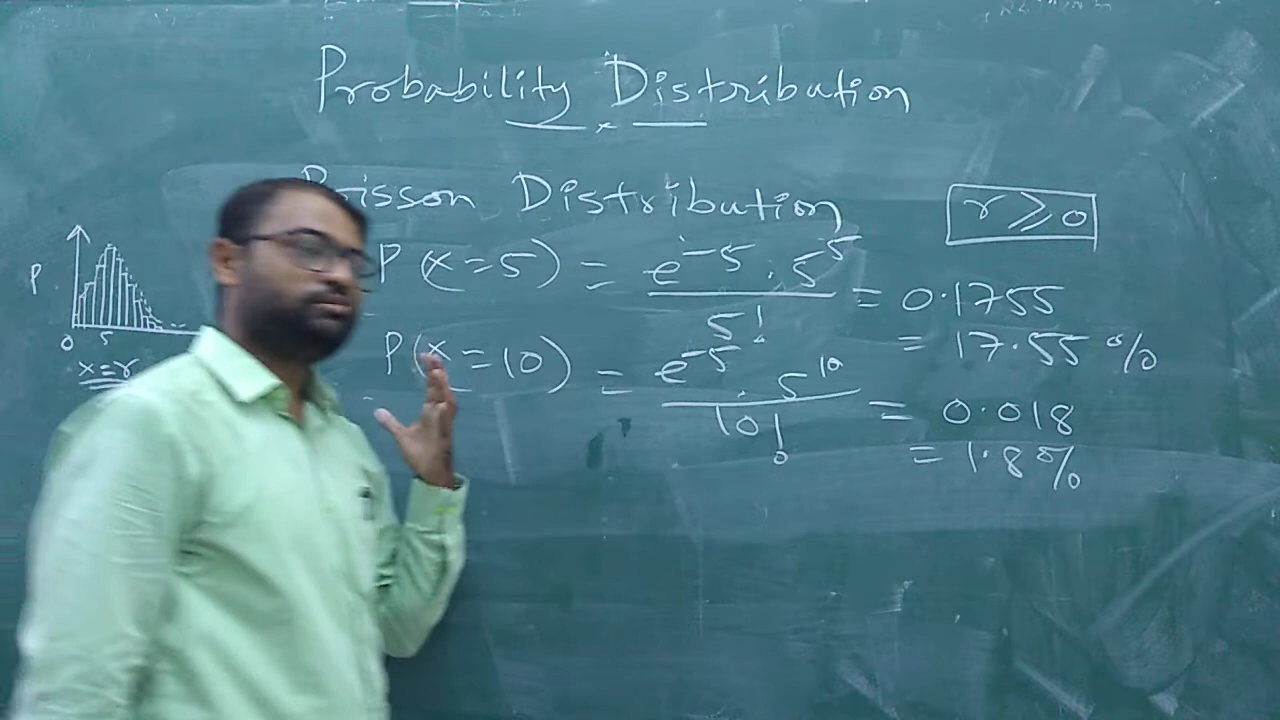 Probability Distribution
Poisson Distribution
r ≥ 0
P
0 5
x=r
P(x=5) = e^-5 . 5^5 / 5! = 0.1755
= 17.55 %
P(x=10) = e^-5 . 5^10 / 10! = 0.018
= 1.8%